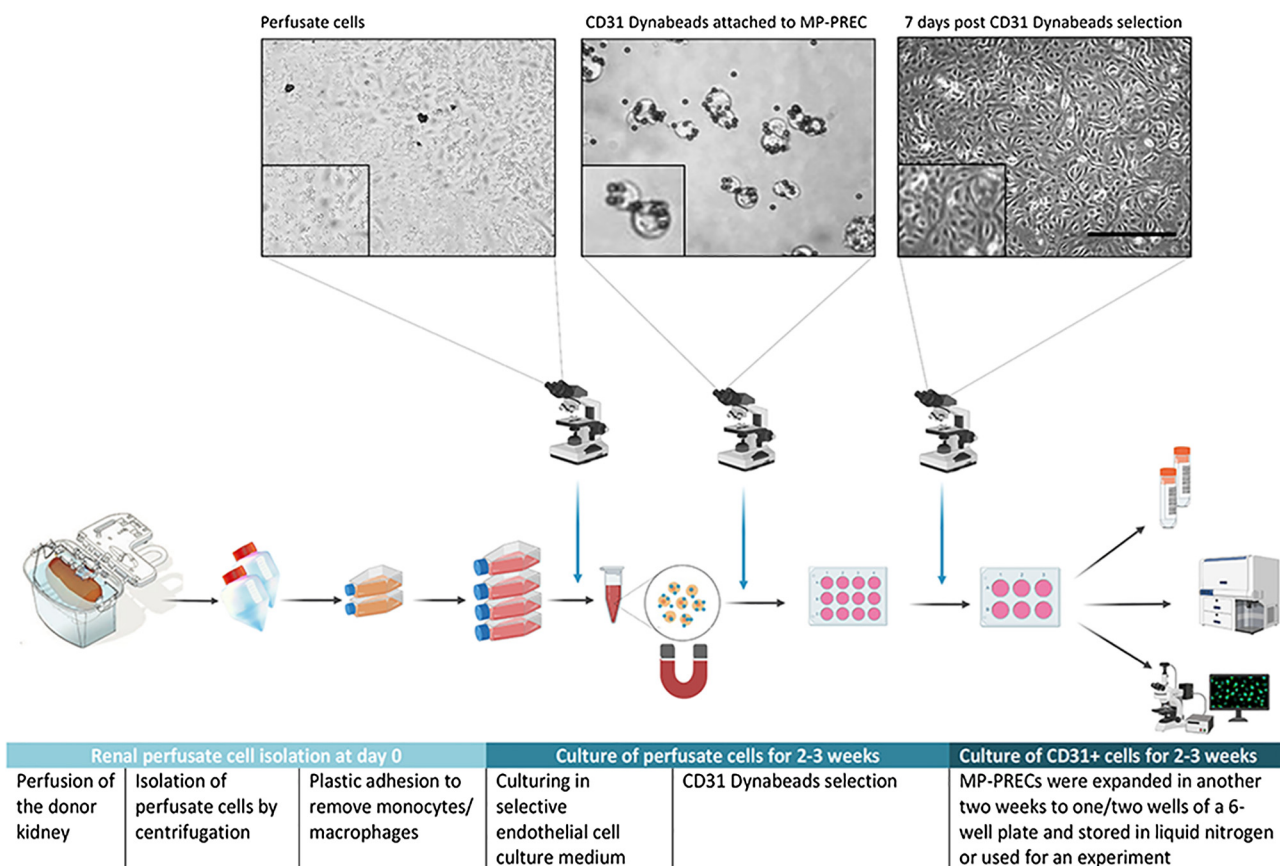 Perfusate cells
CD31 Dynabeads attached to MP-PREC
7 days post CD31 Dynabeads selection
Renal perfusate cell isolation at day 0
Culture of perfusate cells for 2-3 weeks
Culture of CD31+ cells for 2-3 weeks
Perfusion of
the donor
kidney
Isolation of
perfusate cells by
centrifugation
Plastic adhesion to
remove monocytes/
macrophages
Culturing in
selective
endothelial cell
culture medium
CD31 Dynabeads selection
MP-PRECs were expanded in another
two weeks to one/two wells of a 6-
well plate and stored in liquid nitrogen
or used for an experiment